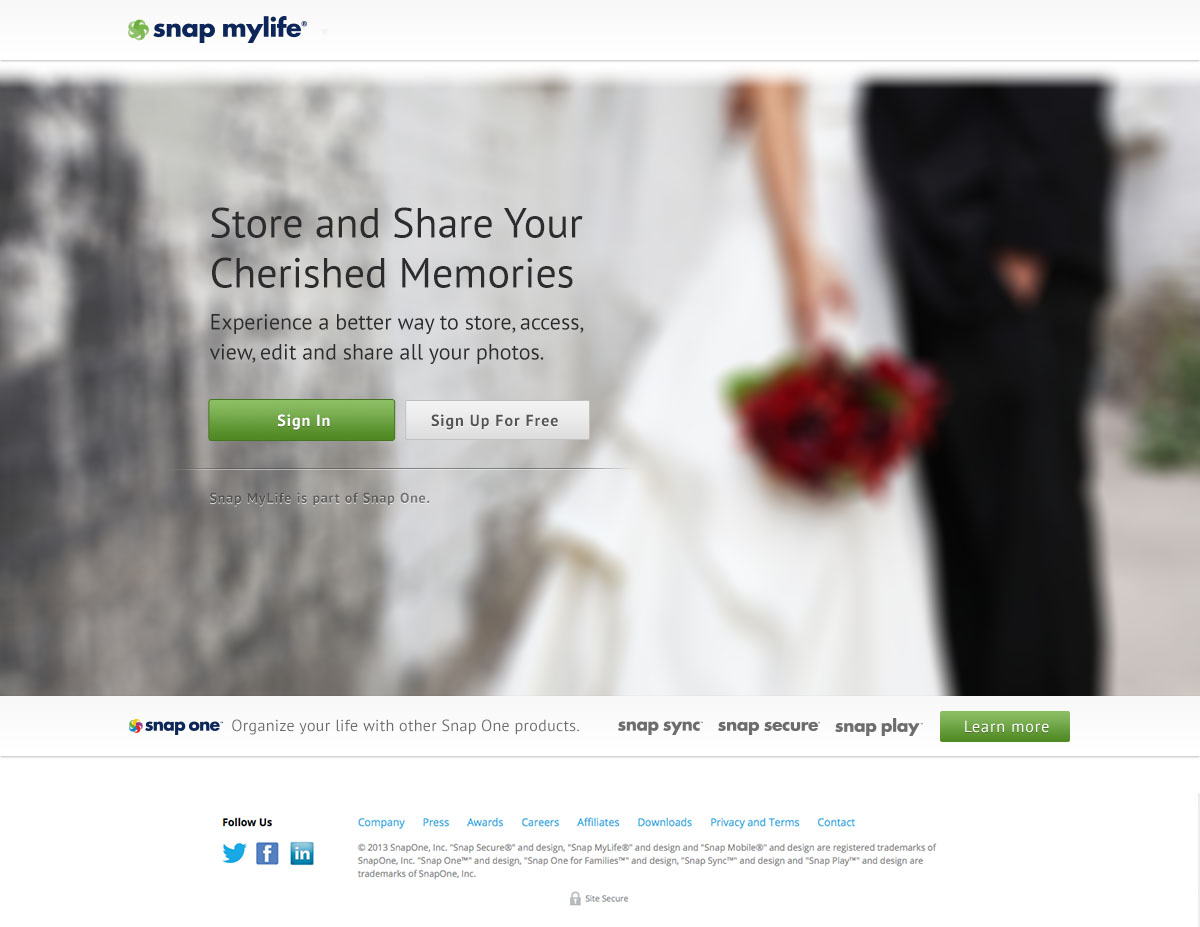 snap mylife®
Store and Share Your
Cherished Memories
Experience a better way to store, access,
view, edit and share all your photos.
Sign In
Sign Up For Free
Snap MyLife is part of Snap One.
snap one™ Organize your life with other Snap One products. snap sync™ snap secure® snap play™ Learn more
Follow Us
Company Press Awards Careers Affiliates Downloads Privacy and Terms Contact
© 2013 SnapOne, Inc. "Snap Secure®" and design, "Snap MyLife®" and design and "Snap Mobile®" and design are registered trademarks of
SnapOne, Inc. "Snap One™" and design, "Snap One for Families™" and design, "Snap Sync™" and design and "Snap Play™" and design are
trademarks of SnapOne, Inc.
Site Secure